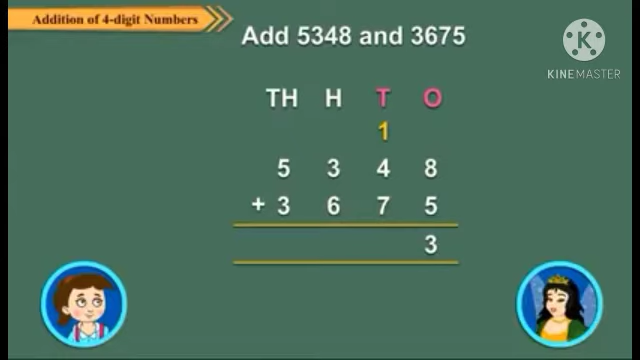 Addition of 4-digit Numbers
Add 5348 and 3675
K
KINEMASTER
TH H T O
1
5 3 4 8
+ 3 6 7 5
3